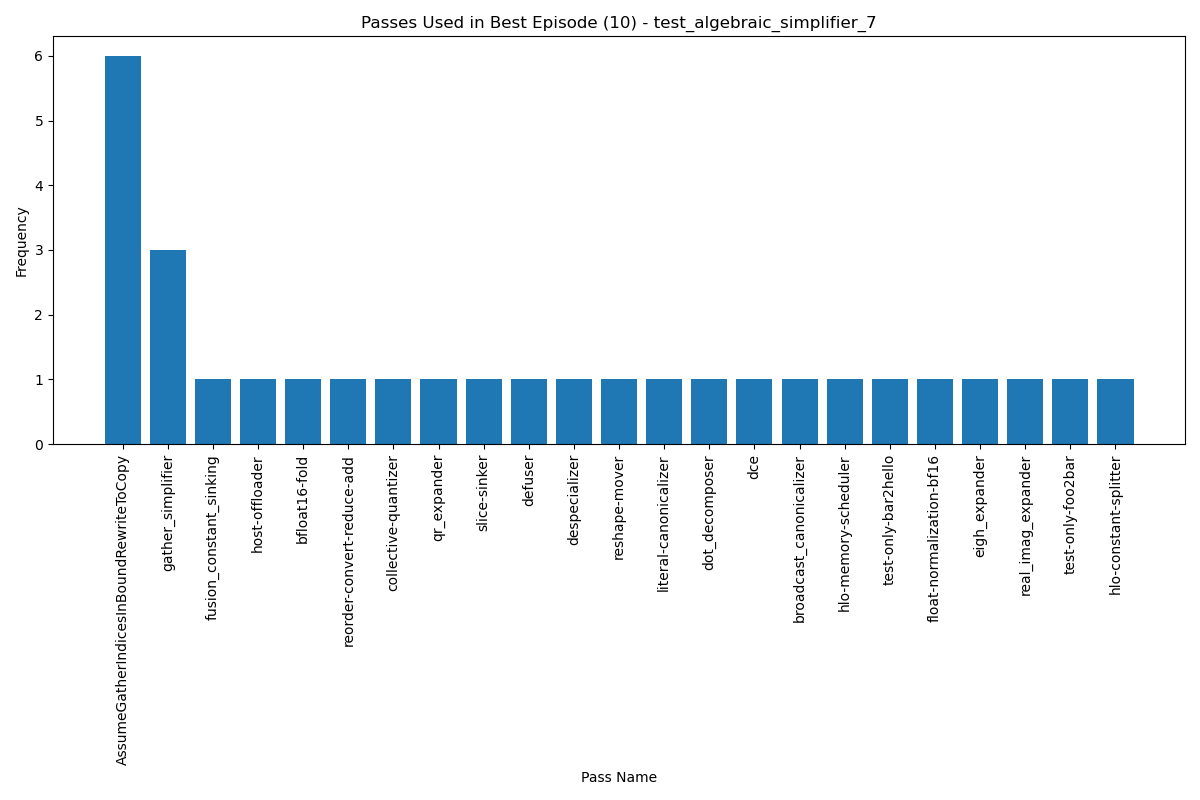 Passes Used in Best Episode (10) - test_algebraic_simplifier_7
6
5
4
3
2
1
0
Frequency
AssumeGatherIndicesInBoundRewriteToCopy
gather_simplifier
fusion_constant_sinking
host-offloader
bfloat16-fold
reorder-convert-reduce-add
collective-quantizer
qr_expander
slice-sinker
defuser
despecializer
reshape-mover
literal-canonicalizer
dot_decomposer
dce
broadcast_canonicalizer
hlo-memory-scheduler
test-only-bar2hello
float-normalization-bf16
eigh_expander
real_imag_expander
test-only-foo2bar
hlo-constant-splitter
Pass Name